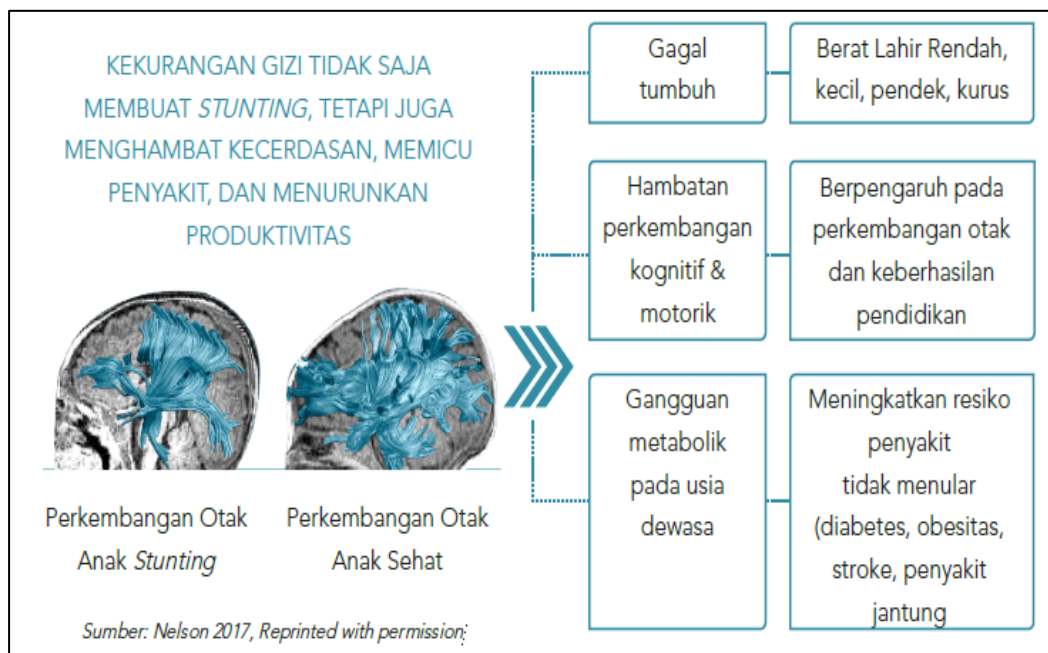 KEKURANGAN GIZI TIDAK SAJA
MEMBUAT STUNTING, TETAPI JUGA
MENGHAMBAT KECERDASAN, MEMICU
PENYAKIT, DAN MENURUNKAN
PRODUKTIVITAS
Perkembangan Otak
Anak Stunting
Perkembangan Otak
Anak Sehat
Sumber: Nelson 2017, Reprinted with permission;
Gagal
tumbuh
Berat Lahir Rendah,
kecil, pendek, kurus
Hambatan
perkembangan
kognitif &
motorik
Berpengaruh pada
perkembangan otak
dan keberhasilan
pendidikan
Gangguan
metabolik
pada usia
dewasa
Meningkatkan resiko
penyakit
tidak menular
(diabetes, obesitas,
stroke, penyakit
jantung